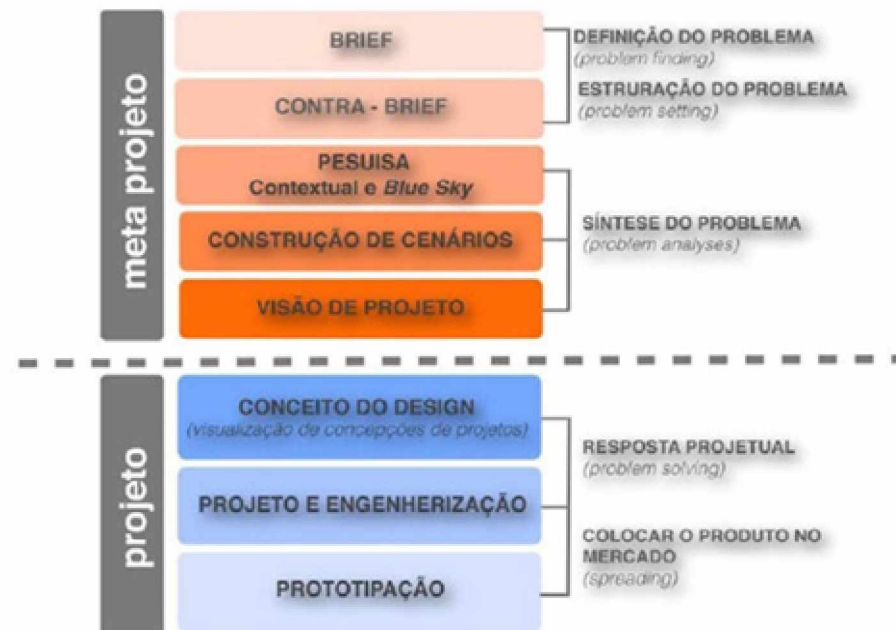 meta projeto
BRIEF
CONTRA - BRIEF
PESUISA
Contextual e Blue Sky
CONSTRUÇÃO DE CENÁRIOS
VISÃO DE PROJETO
DEFINIÇÃO DO PROBLEMA
(problem finding)
ESTRURAÇÃO DO PROBLEMA
(problem setting)
SÍNTESE DO PROBLEMA
(problem analyses)
projeto
CONCEITO DO DESIGN
(visualização de concepções de projetos)
PROJETO E ENGENHERIZAÇÃO
PROTOTIPAÇÃO
RESPOSTA PROJETUAL
(problem solving)
COLOCAR O PRODUTO NO
MERCADO
(spreading)